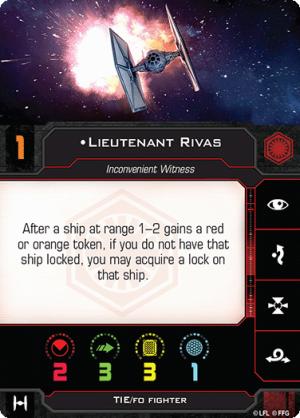 1
•Lieutenant Rivas
Inconvenient Witness
After a ship at range 1–2 gains a red
or orange token, if you do not have that
ship locked, you may acquire a lock on
that ship.
2 3 3 1
TIE/fo Fighter
©LFL ©FFG